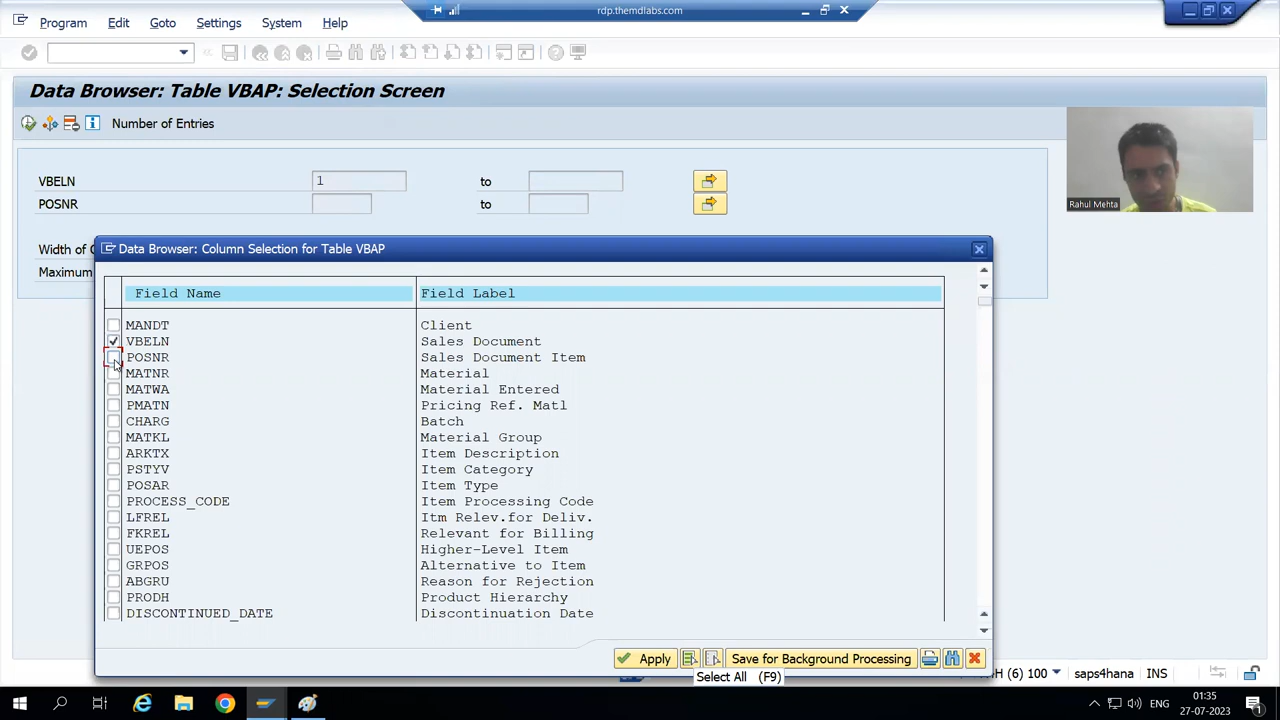 rdp.themdlabs.com
Program Edit Goto Settings System Help
Data Browser: Table VBAP: Selection Screen
Number of Entries
VBELN 1 to
POSNR to
Width of
Maximum
Rahul Mehta
Data Browser: Column Selection for Table VBAP
Field Name Field Label
MANDT Client
VBELN Sales Document
POSNR Sales Document Item
MATNR Material
MATWA Material Entered
PMATN Pricing Ref. Matl
CHARG Batch
MATKL Material Group
ARKTX Item Description
PSTYV Item Category
POSAR Item Type
PROCESS_CODE Item Processing Code
LFREL Itm Relev.for Deliv.
FKREL Relevant for Billing
UEPOS Higher-Level Item
GRPOS Alternative to Item
ABGRU Reason for Rejection
PRODH Product Hierarchy
DISCONTINUED_DATE Discontinuation Date
Apply Save for Background Processing
Select All (F9)
(6) 100 saps4hana INS
ENG 01:35
27-07-2023
1